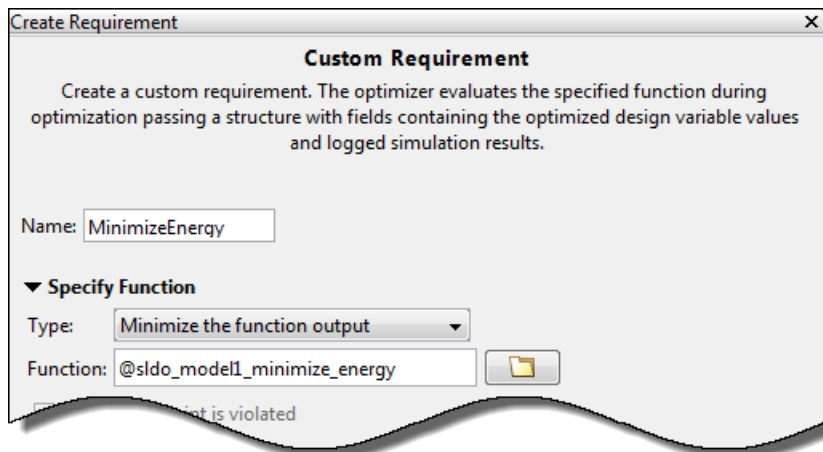 Create Requirement
Custom Requirement
Create a custom requirement. The optimizer evaluates the specified function during
optimization passing a structure with fields containing the optimized design variable values
and logged simulation results.
Name: MinimizeEnergy
Specify Function
Type: Minimize the function output
Function: @sldo_model1_minimize_energy
is violated